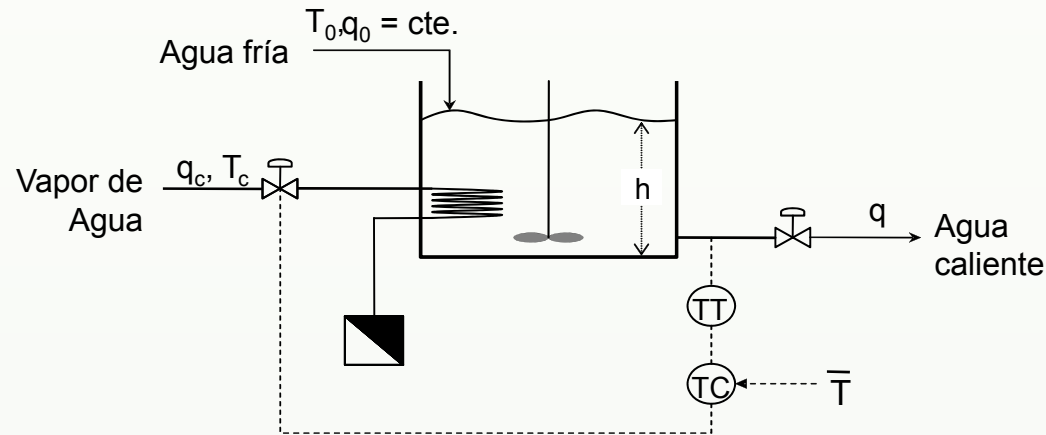 T0,q0 = cte.
Agua fría
qc, Tc
Vapor de
Agua
h
q
Agua
caliente
TT
TC
T̅